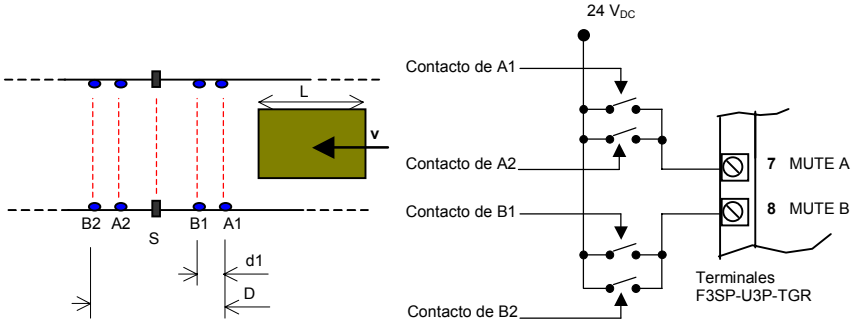 L
v
B2 A2 S B1 A1
d1
D
24 VDC
Contacto de A1
Contacto de A2
Contacto de B1
Contacto de B2
7 MUTE A
8 MUTE B
Terminales
F3SP-U3P-TGR